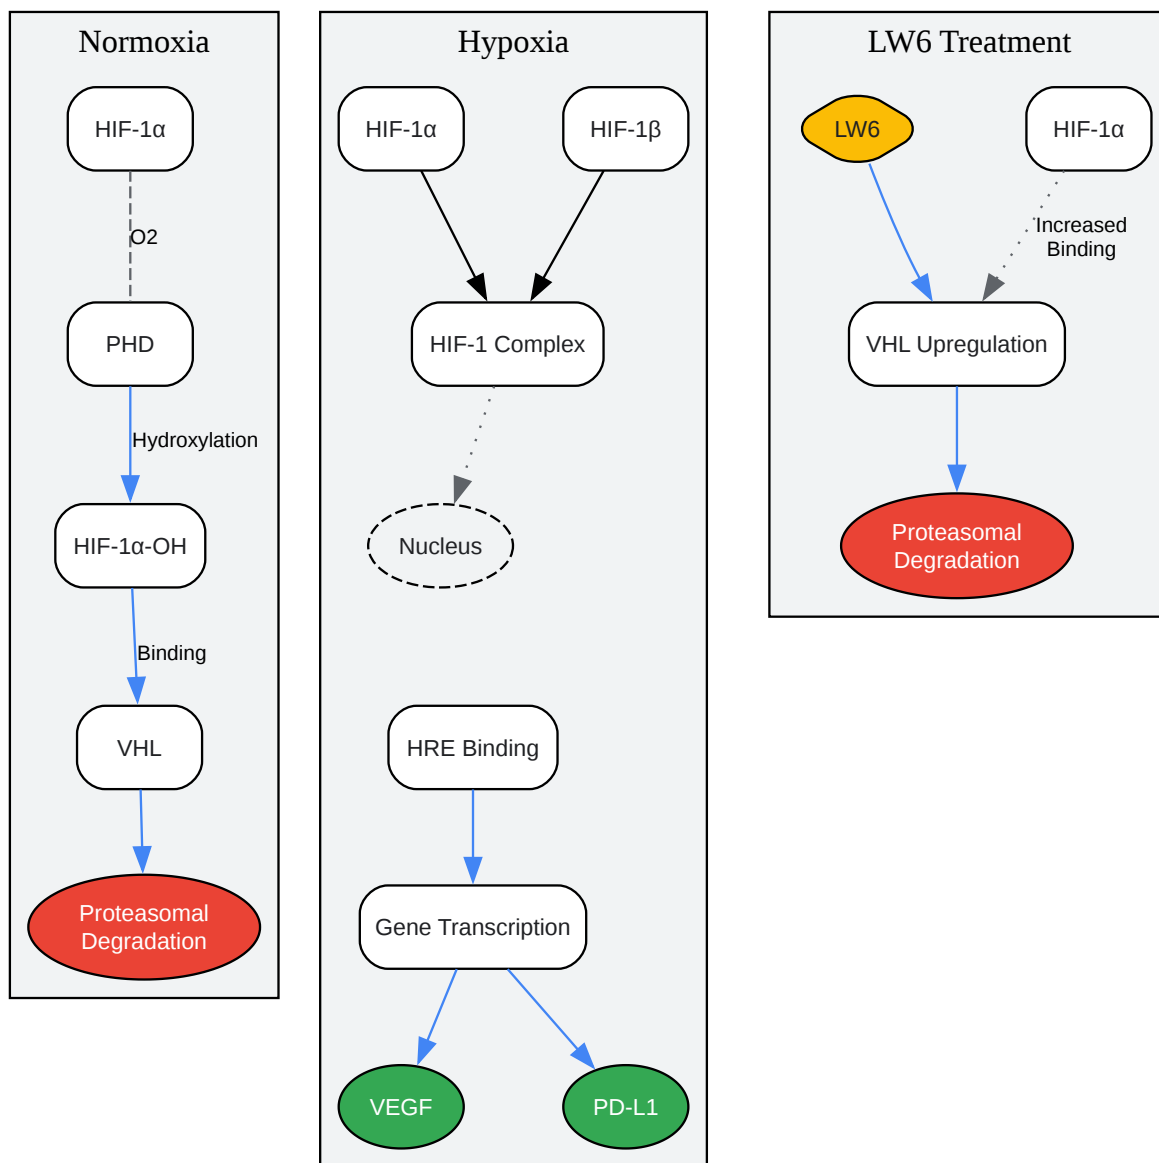 Normoxia
HIF-1α
O2
PHD
Hydroxylation
HIF-1α-OH
Binding
VHL
Proteasomal
Degradation
Hypoxia
HIF-1α
HIF-1β
HIF-1 Complex
Nucleus
HRE Binding
Gene Transcription
VEGF
PD-L1
LW6 Treatment
LW6
HIF-1α
Increased
Binding
VHL Upregulation
Proteasomal
Degradation